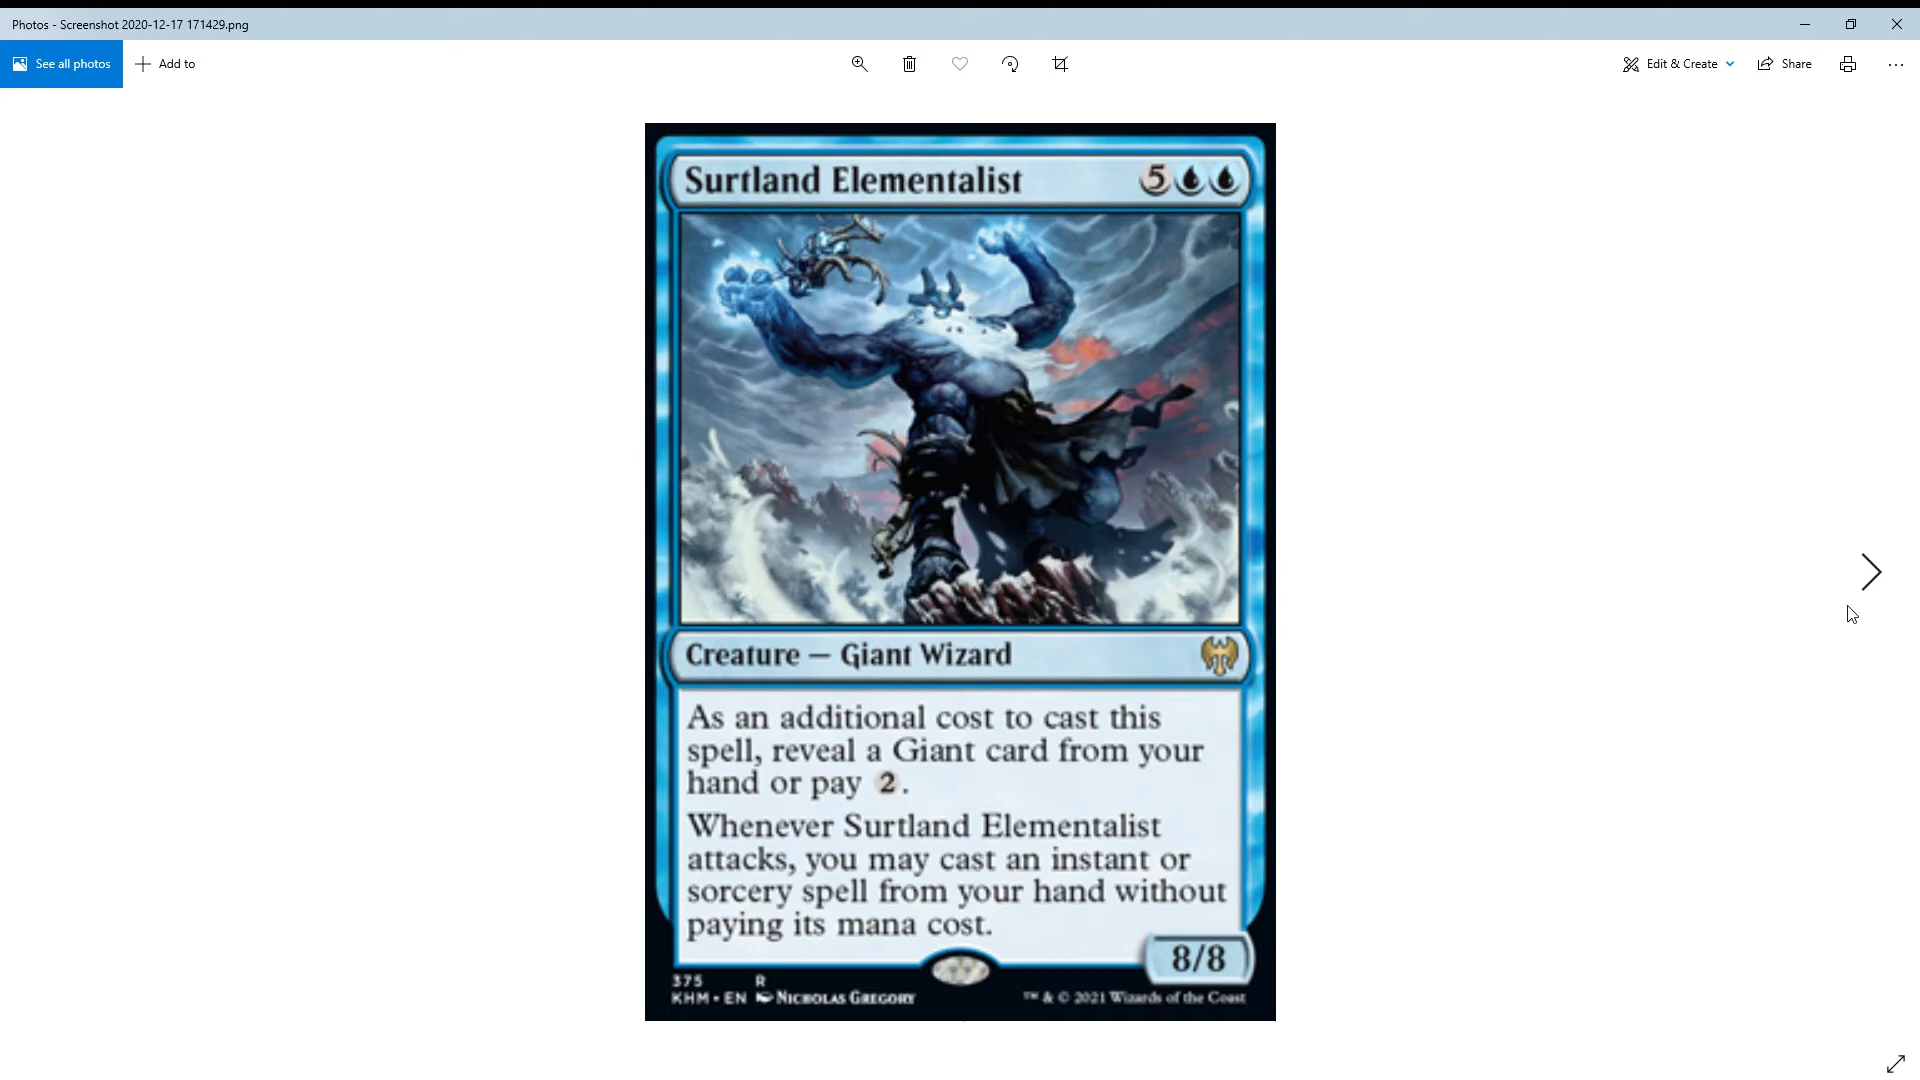 Photos - Screenshot 2020-12-17 171429.png
See all photos
Add to
Edit & Create
Share
Surtland Elementalist 5
Creature — Giant Wizard
As an additional cost to cast this
spell, reveal a Giant card from your
hand or pay 2.
Whenever Surtland Elementalist
attacks, you may cast an instant or
sorcery spell from your hand without
paying its mana cost.
8/8
375 R
KHM • EN Nicholas Gregory
™ & © 2021 Wizards of the Coast